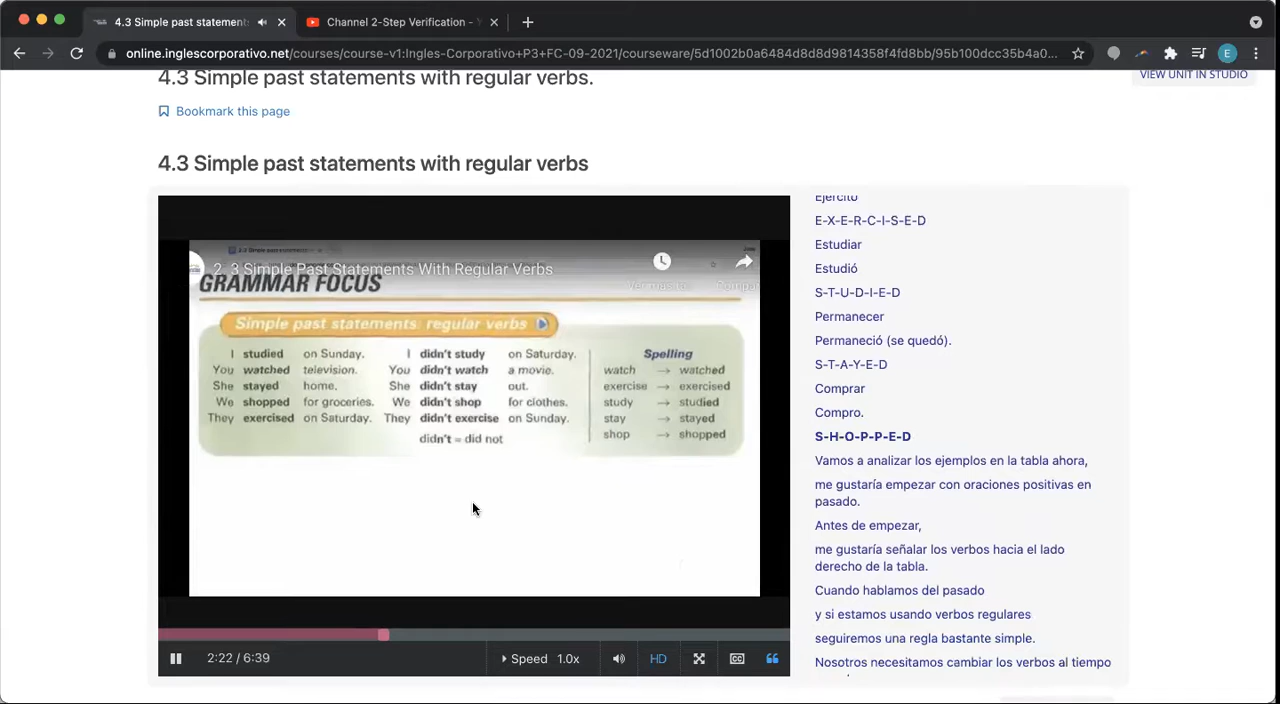 4.3 Simple past statements
Channel 2-Step Verification -
online.inglescorporativo.net/courses/course-v1:Ingles-Corporativo+P3+FC-09-2021/courseware/5d1002b0a6484d8d8d9814358f4fd8bb/95b100dcc35b4a0...
E
4.3 Simple past statements with regular verbs.
VIEW UNIT IN STUDIO
Bookmark this page
4.3 Simple past statements with regular verbs
2. 3 Simple Past Statements With Regular Verbs
GRAMMAR FOCUS
Simple past statements: regular verbs
I studied on Sunday. I didn't study on Saturday. Spelling
You watched television. You didn't watch a movie. watch → watched
She stayed home. She didn't stay out. exercise → exercised
We shopped for groceries. We didn't shop for clothes. study → studied
They exercised on Saturday. They didn't exercise on Sunday. stay → stayed
didn't = did not shop → shopped
2:22 / 6:39
Speed 1.0x
HD
CC
Ejército
E-X-E-R-C-I-S-E-D
Estudiar
Estudió
S-T-U-D-I-E-D
Permanecer
Permaneció (se quedó).
S-T-A-Y-E-D
Comprar
Compro.
S-H-O-P-P-E-D
Vamos a analizar los ejemplos en la tabla ahora,
me gustaría empezar con oraciones positivas en
pasado.
Antes de empezar,
me gustaría señalar los verbos hacia el lado
derecho de la tabla.
Cuando hablamos del pasado
y si estamos usando verbos regulares
seguiremos una regla bastante simple.
Nosotros necesitamos cambiar los verbos al tiempo